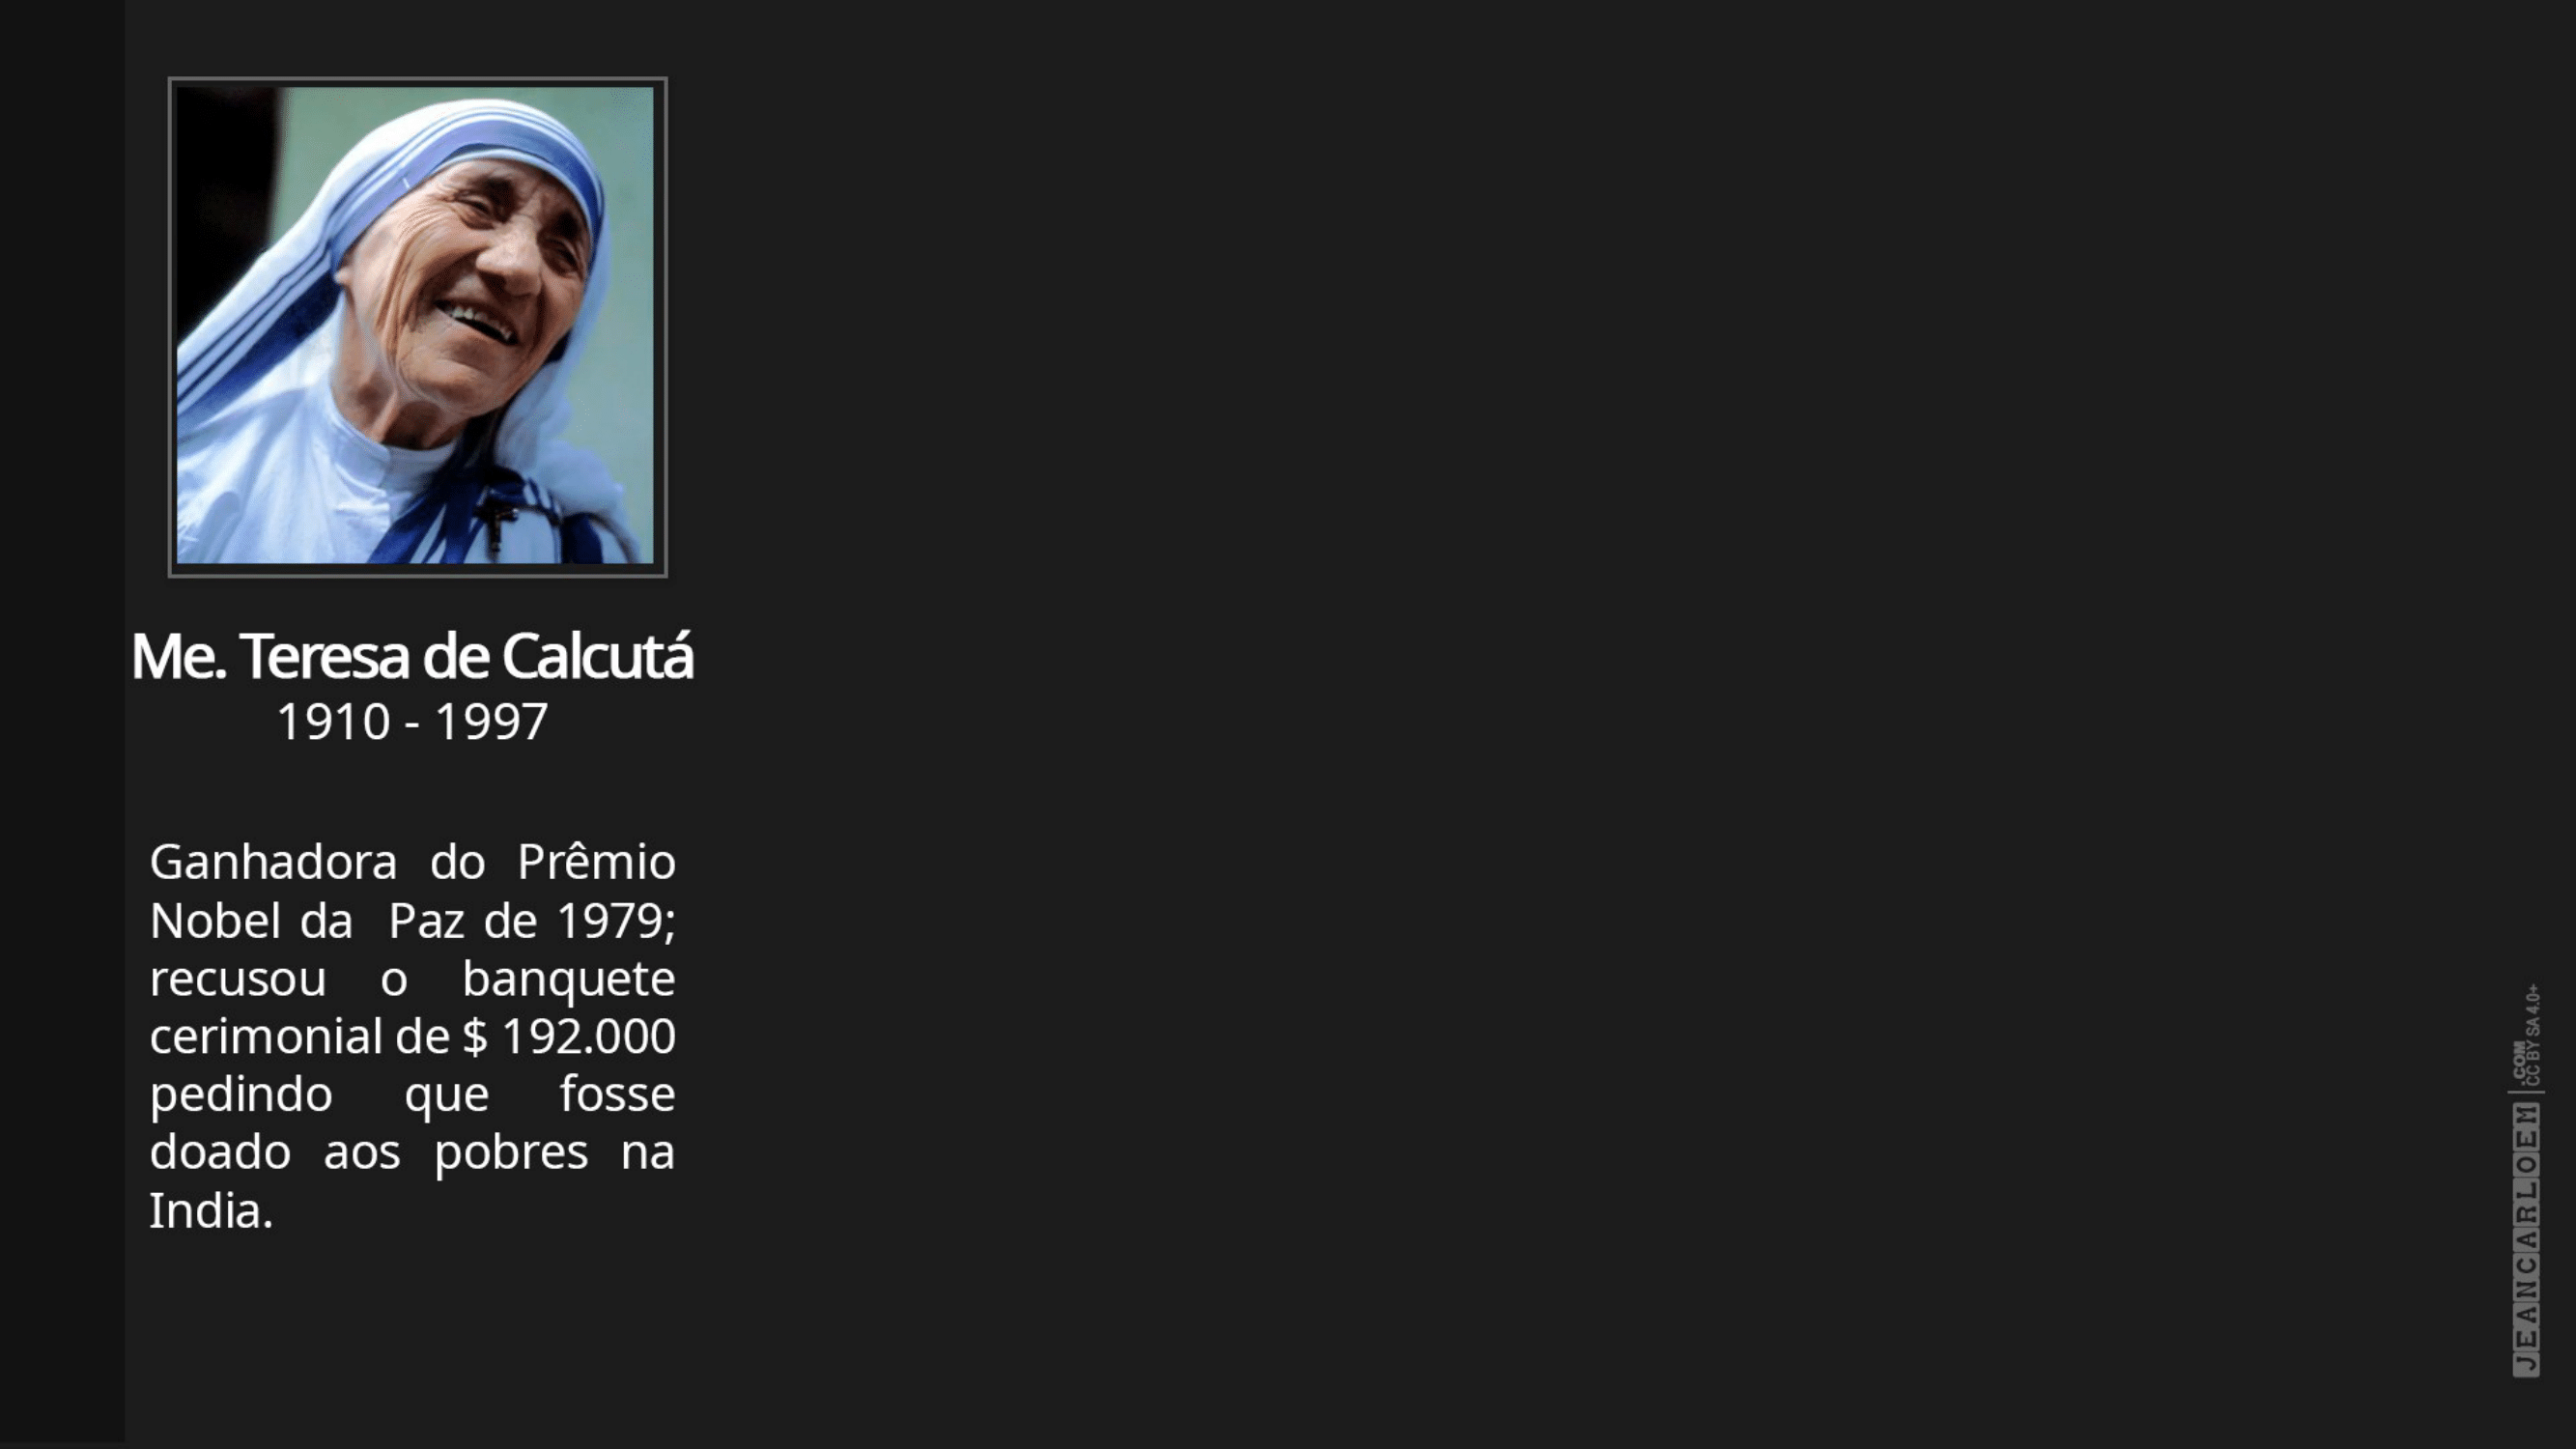 Me. Teresa de Calcutá
1910 - 1997
Ganhadora do Prêmio
Nobel da Paz de 1979;
recusou o banquete
cerimonial de $ 192.000
pedindo que fosse
doado aos pobres na
India.
JEANCARLOEM
.COM
CC BY SA 4.0+